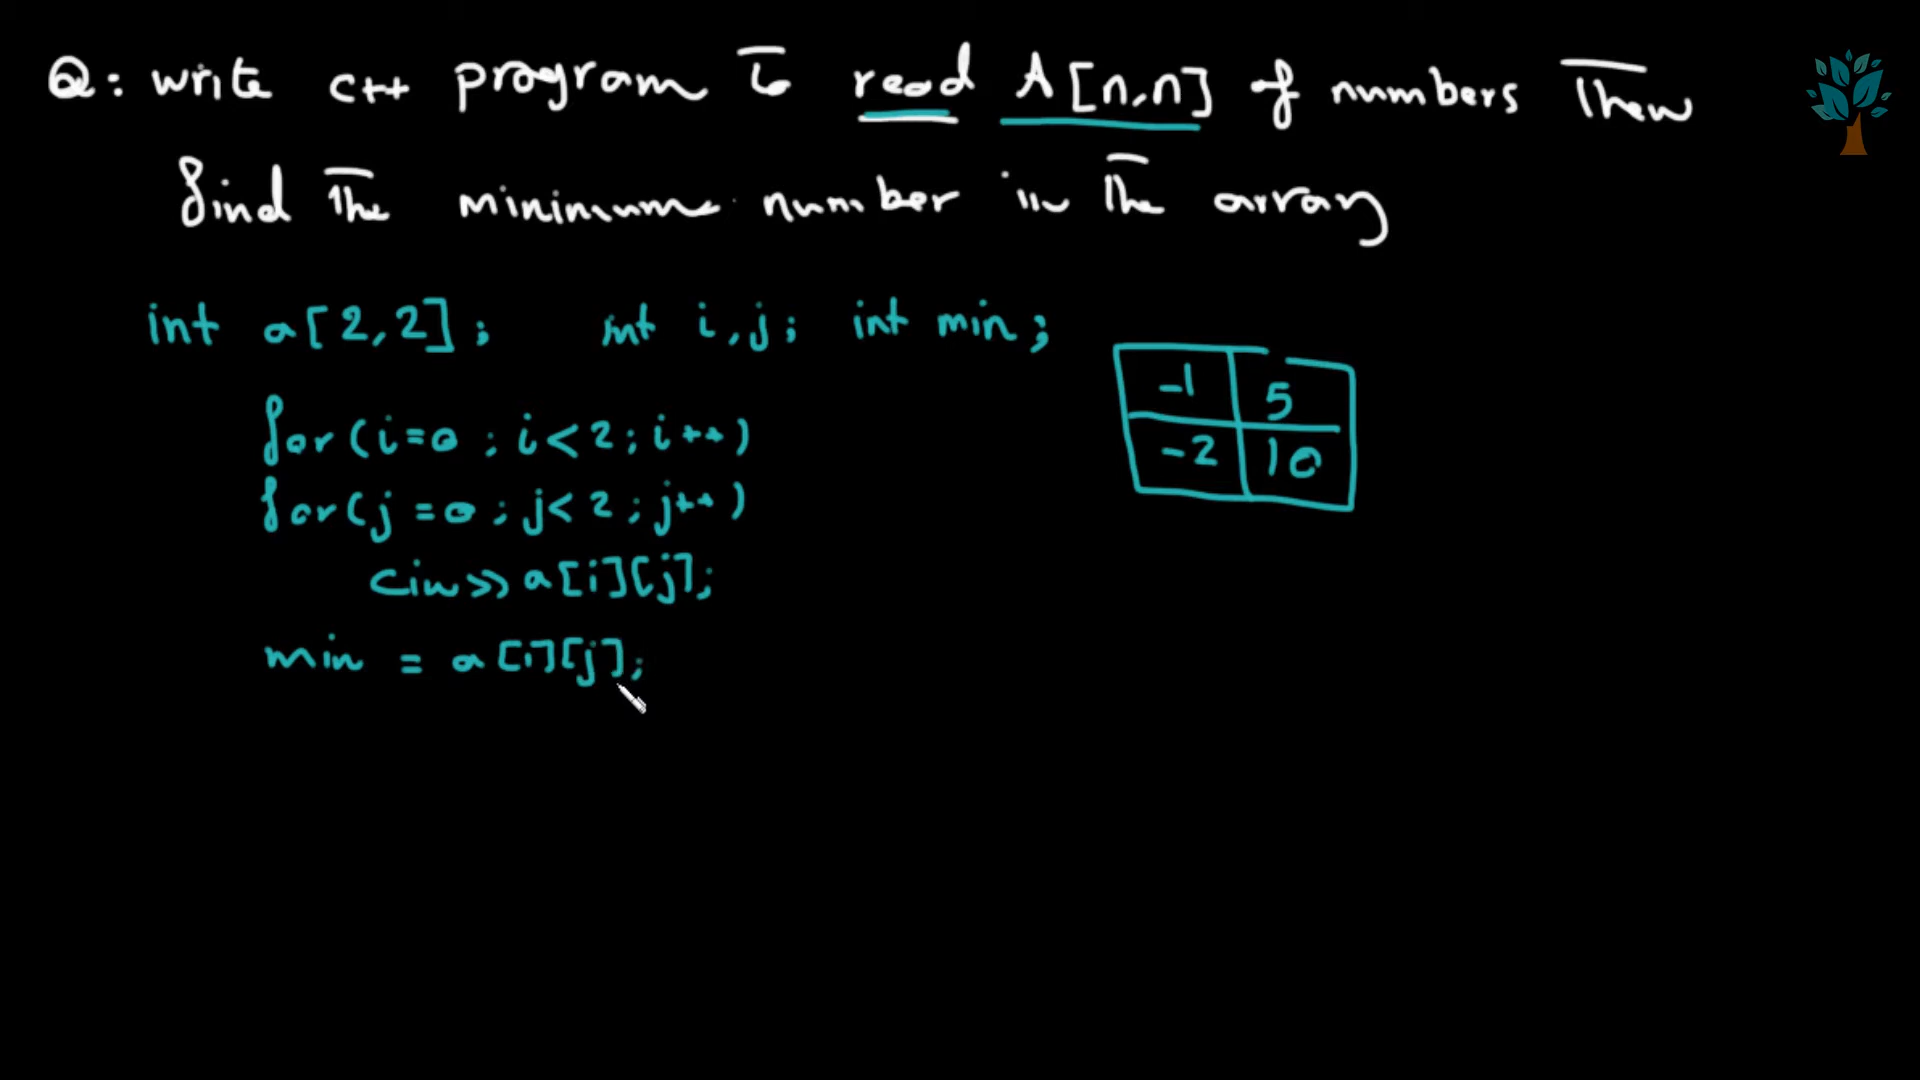 Q: write c++ program to read A[n,n] of numbers Then
find The minimum number in The array
int a[2,2]; int i,j; int min;
for(i=0; i<2; i++)
for(j=0; j<2; j++)
cin>>a[i][j];
min = a[i][j];
-1 5
-2 10